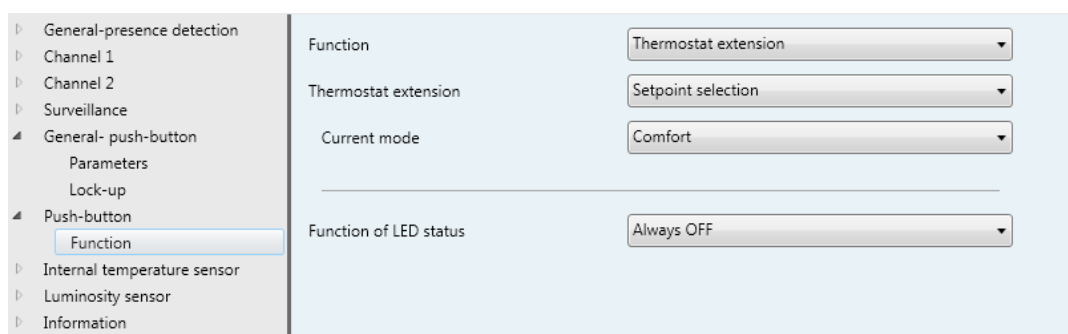 General-presence detection
Channel 1
Channel 2
Surveillance
General- push-button
Parameters
Lock-up
Push-button
Function
Internal temperature sensor
Luminosity sensor
Information
Function Thermostat extension
Thermostat extension Setpoint selection
Current mode Comfort
Function of LED status Always OFF